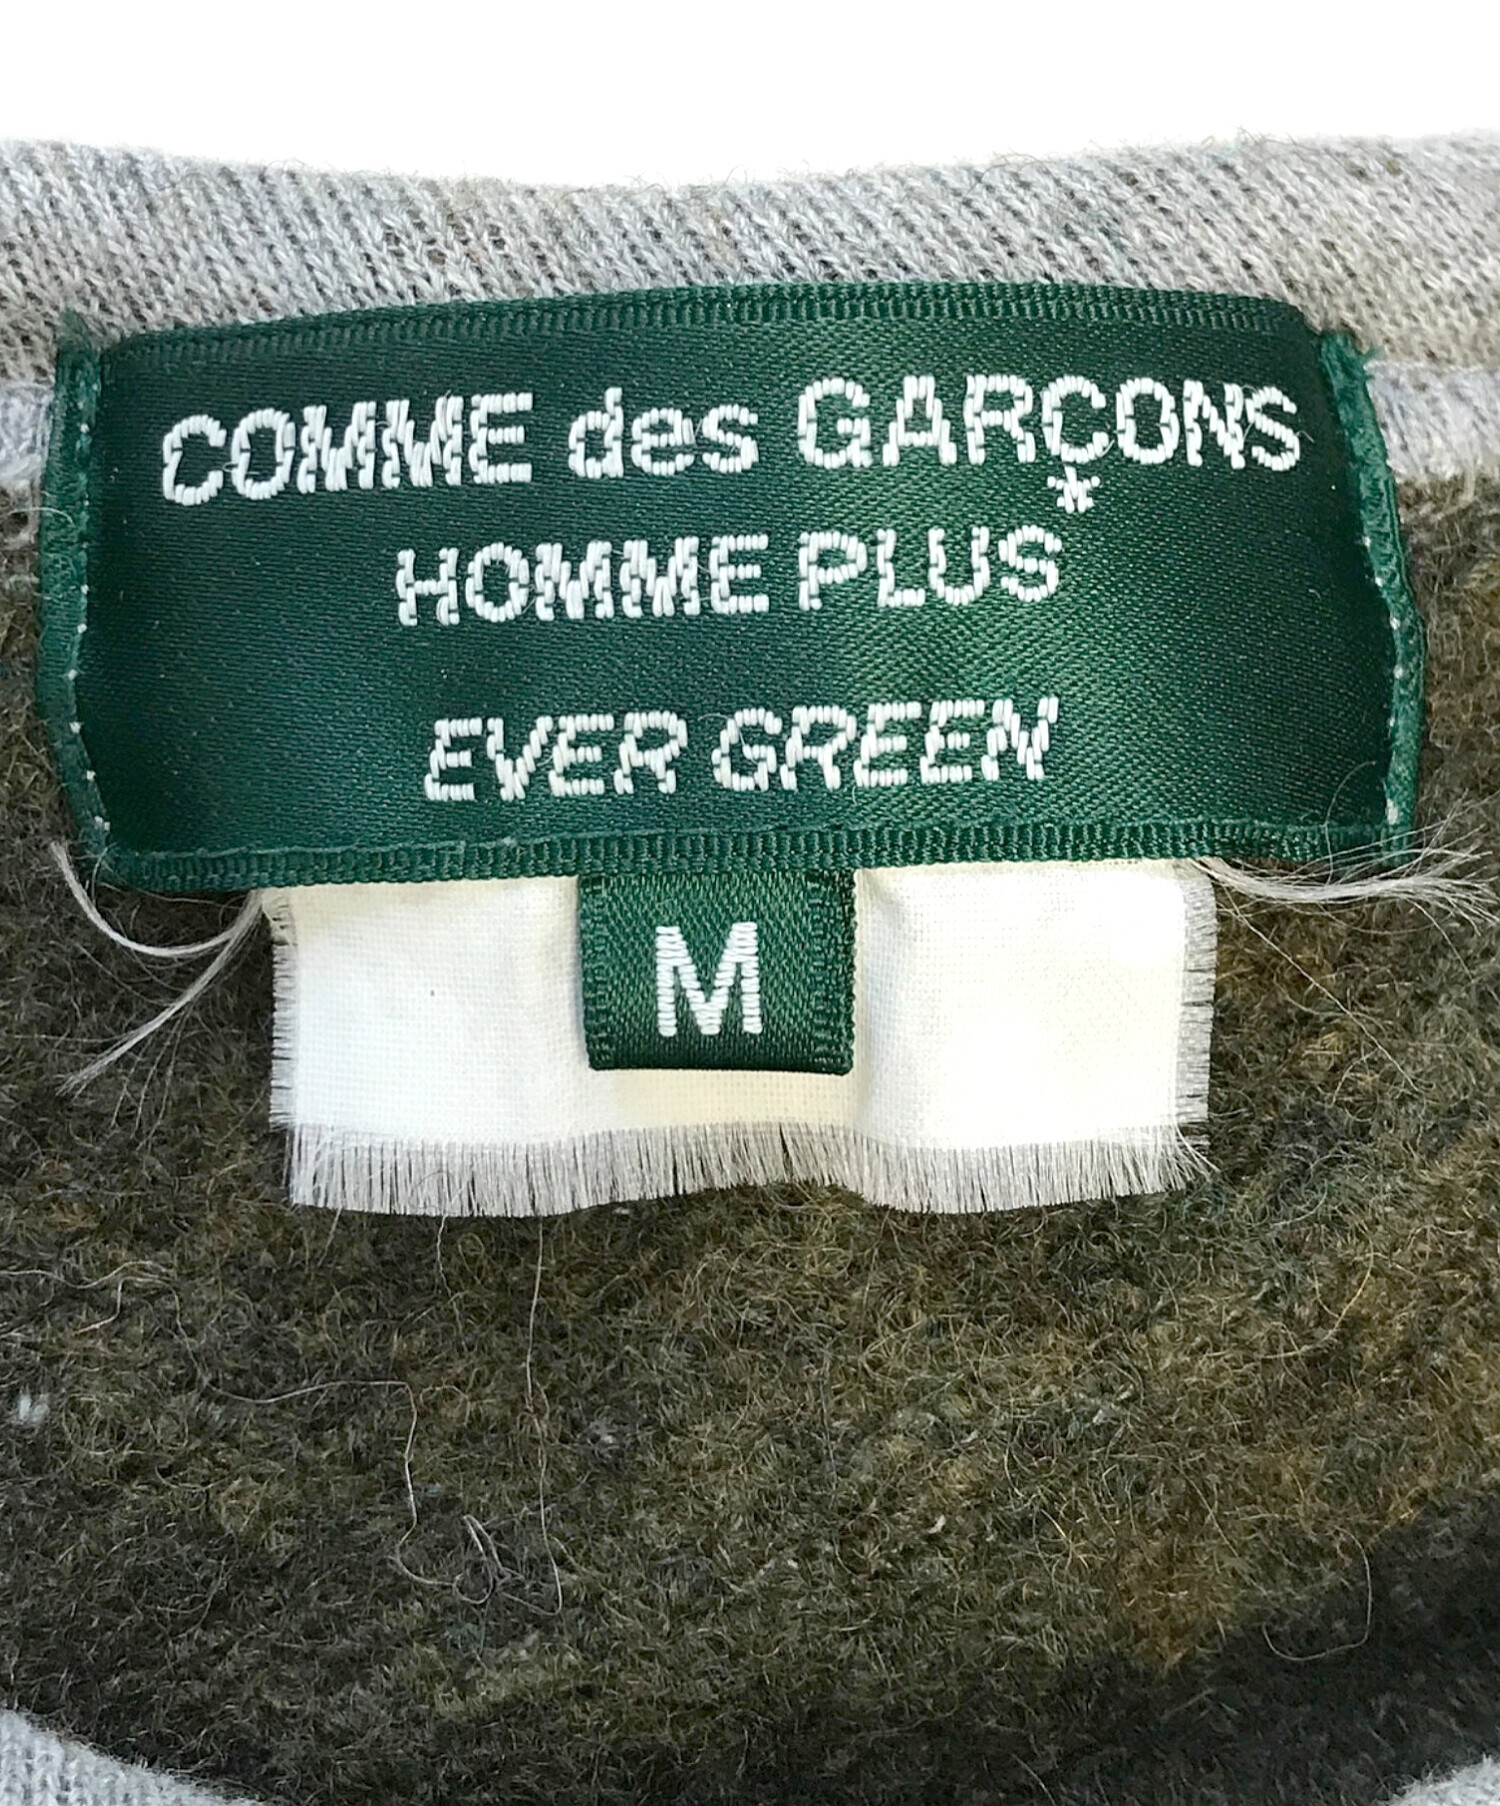 COMME des GARÇONS
*
HOMME PLUS
EVER GREEN
M